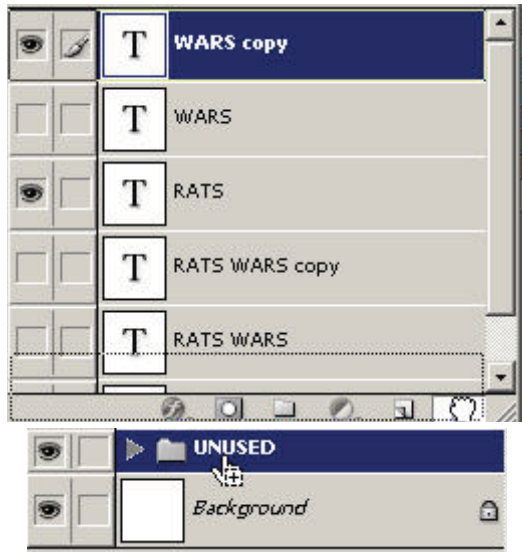 T WARS copy
T WARS
T RATS
T RATS WARS copy
T RATS WARS
UNUSED
Background